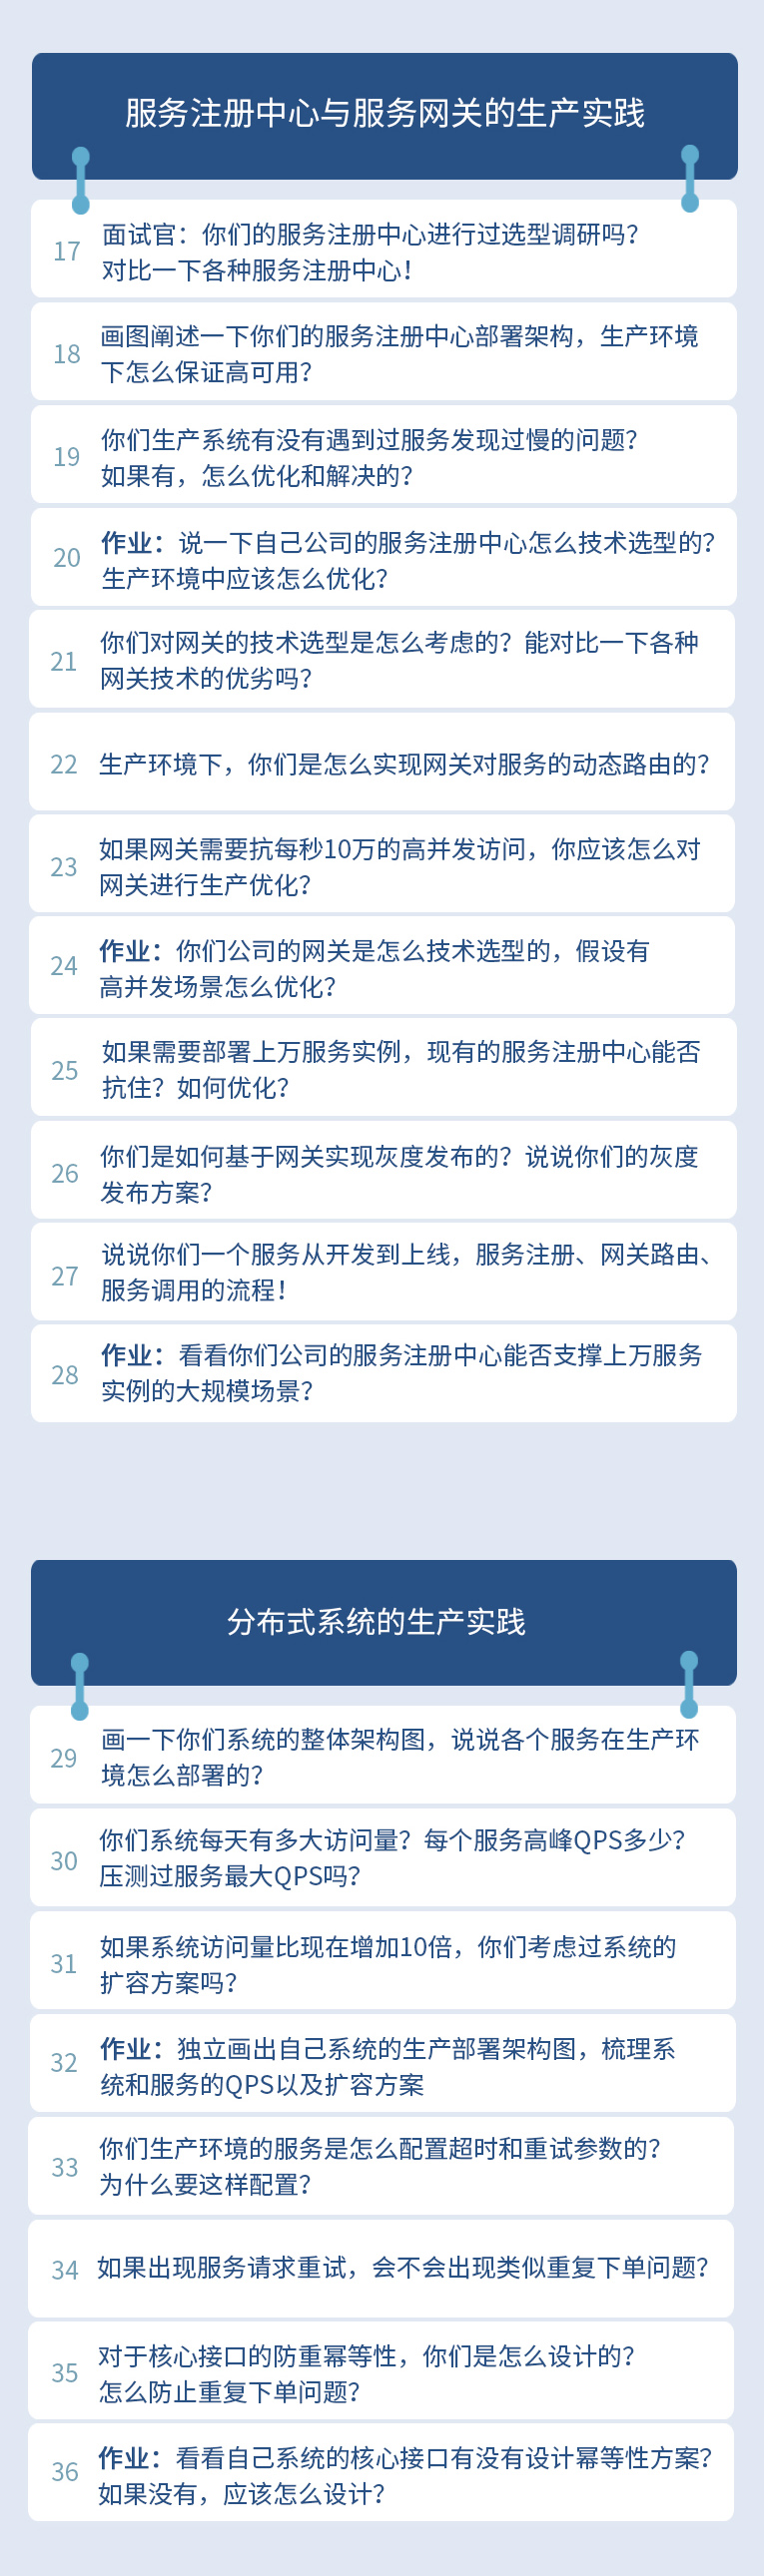 服务注册中心与服务网关的生产实践
17
面试官：你们的服务注册中心进行过选型调研吗？
对比一下各种服务注册中心！
18
画图阐述一下你们的服务注册中心部署架构，生产环境
下怎么保证高可用？
19
你们生产系统有没有遇到过服务发现过慢的问题？
如果有，怎么优化和解决的？
20
作业：说一下自己公司的服务注册中心怎么技术选型的？
生产环境中应该怎么优化？
21
你们对网关的技术选型是怎么考虑的？能对比一下各种
网关技术的优劣吗？
22
生产环境下，你们是怎么实现网关对服务的动态路由的？
23
如果网关需要抗每秒10万的高并发访问，你应该怎么对
网关进行生产优化？
24
作业：你们公司的网关是怎么技术选型的，假设有
高并发场景怎么优化？
25
如果需要部署上万服务实例，现有的服务注册中心能否
抗住？如何优化？
26
你们是如何基于网关实现灰度发布的？说说你们的灰度
发布方案？
27
说说你们一个服务从开发到上线，服务注册、网关路由、
服务调用的流程！
28
作业：看看你们公司的服务注册中心能否支撑上万服务
实例的大规模场景？
分布式系统的生产实践
29
画一下你们系统的整体架构图，说说各个服务在生产环
境怎么部署的？
30
你们系统每天有多大访问量？每个服务高峰QPS多少？
压测过服务最大QPS吗？
31
如果系统访问量比现在增加10倍，你们考虑过系统的
扩容方案吗？
32
作业：独立画出自己系统的生产部署架构图，梳理系
统和服务的QPS以及扩容方案
33
你们生产环境的服务是怎么配置超时和重试参数的？
为什么要这样配置？
34
如果出现服务请求重试，会不会出现类似重复下单问题？
35
对于核心接口的防重幂等性，你们是怎么设计的？
怎么防止重复下单问题？
36
作业：看看自己系统的核心接口有没有设计幂等性方案？
如果没有，应该怎么设计？